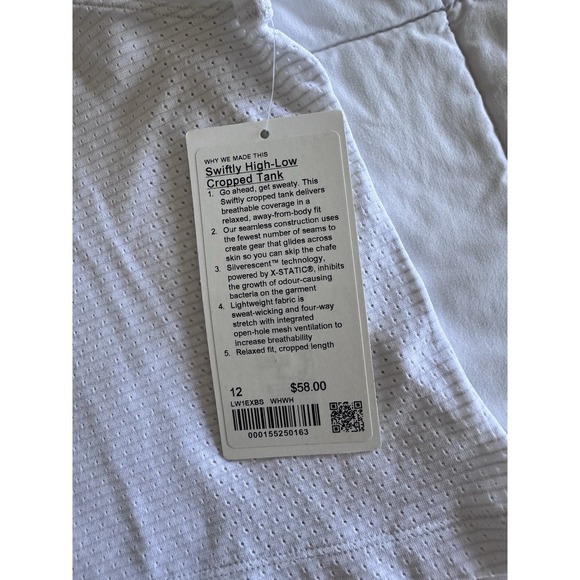 WHY WE MADE THIS
Swiftly High-Low
Cropped Tank
1. Go ahead, get sweaty. This
Swiftly cropped tank delivers
breathable coverage in a
relaxed, away-from-body fit
2. Our seamless construction uses
the fewest number of seams to
create gear that glides across
skin so you can skip the chafe
3. Silverescent™ technology,
powered by X-STATIC®, inhibits
the growth of odour-causing
bacteria on the garment
4. Lightweight fabric is
sweat-wicking and four-way
stretch with integrated
open-hole mesh ventilation to
increase breathability
5. Relaxed fit, cropped length
12 $58.00
LW1EXBS WHWH
000155250163